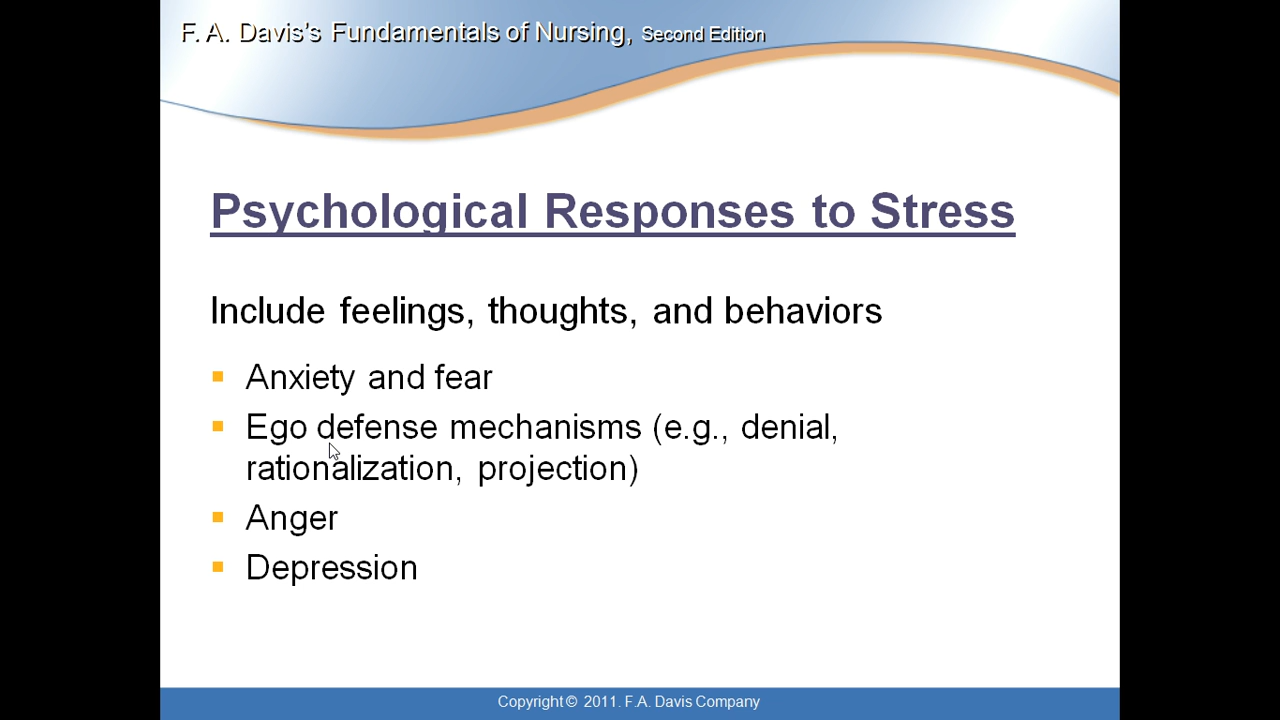 F. A. Davis's Fundamentals of Nursing, Second Edition
Psychological Responses to Stress
Include feelings, thoughts, and behaviors
Anxiety and fear
Ego defense mechanisms (e.g., denial,
rationalization, projection)
Anger
Depression
Copyright © 2011. F.A. Davis Company